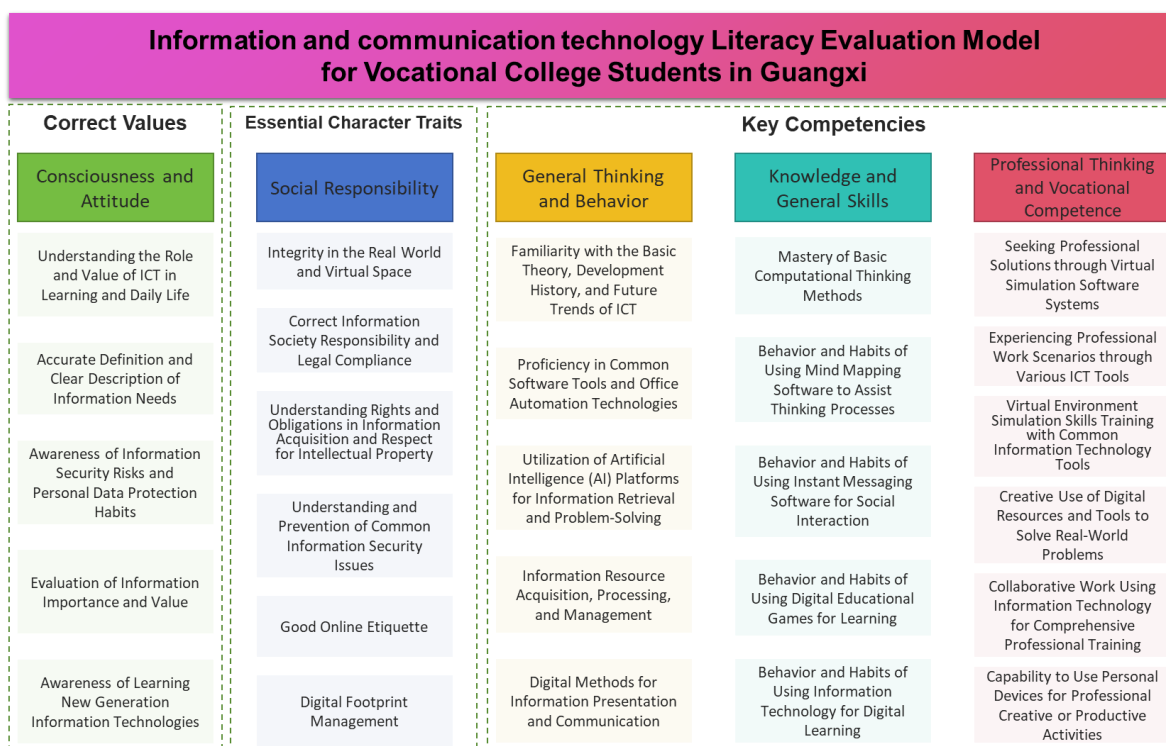 Information and communication technology Literacy Evaluation Model
for Vocational College Students in Guangxi
Correct Values
Consciousness and
Attitude
Understanding the Role
and Value of ICT in
Learning and Daily Life
Accurate Definition and
Clear Description of
Information Needs
Awareness of Information
Security Risks and
Personal Data Protection
Habits
Evaluation of Information
Importance and Value
Awareness of Learning
New Generation
Information Technologies
Essential Character Traits
Social Responsibility
Integrity in the Real World
and Virtual Space
Correct Information
Society Responsibility and
Legal Compliance
Understanding Rights and
Obligations in Information
Acquisition and Respect
for Intellectual Property
Understanding and
Prevention of Common
Information Security
Issues
Good Online Etiquette
Digital Footprint
Management
Key Competencies
General Thinking
and Behavior
Familiarity with the Basic
Theory, Development
History, and Future
Trends of ICT
Proficiency in Common
Software Tools and Office
Automation Technologies
Utilization of Artificial
Intelligence (AI) Platforms
for Information Retrieval
and Problem-Solving
Information Resource
Acquisition, Processing,
and Management
Digital Methods for
Information Presentation
and Communication
Knowledge and
General Skills
Mastery of Basic
Computational Thinking
Methods
Behavior and Habits of
Using Mind Mapping
Software to Assist
Thinking Processes
Behavior and Habits of
Using Instant Messaging
Software for Social
Interaction
Behavior and Habits of
Using Digital Educational
Games for Learning
Behavior and Habits of
Using Information
Technology for Digital
Learning
Professional Thinking
and Vocational
Competence
Seeking Professional
Solutions through Virtual
Simulation Software
Systems
Experiencing Professional
Work Scenarios through
Various ICT Tools
Virtual Environment
Simulation Skills Training
with Common
Information Technology
Tools
Creative Use of Digital
Resources and Tools to
Solve Real-World
Problems
Collaborative Work Using
Information Technology
for Comprehensive
Professional Training
Capability to Use Personal
Devices for Professional
Creative or Productive
Activities